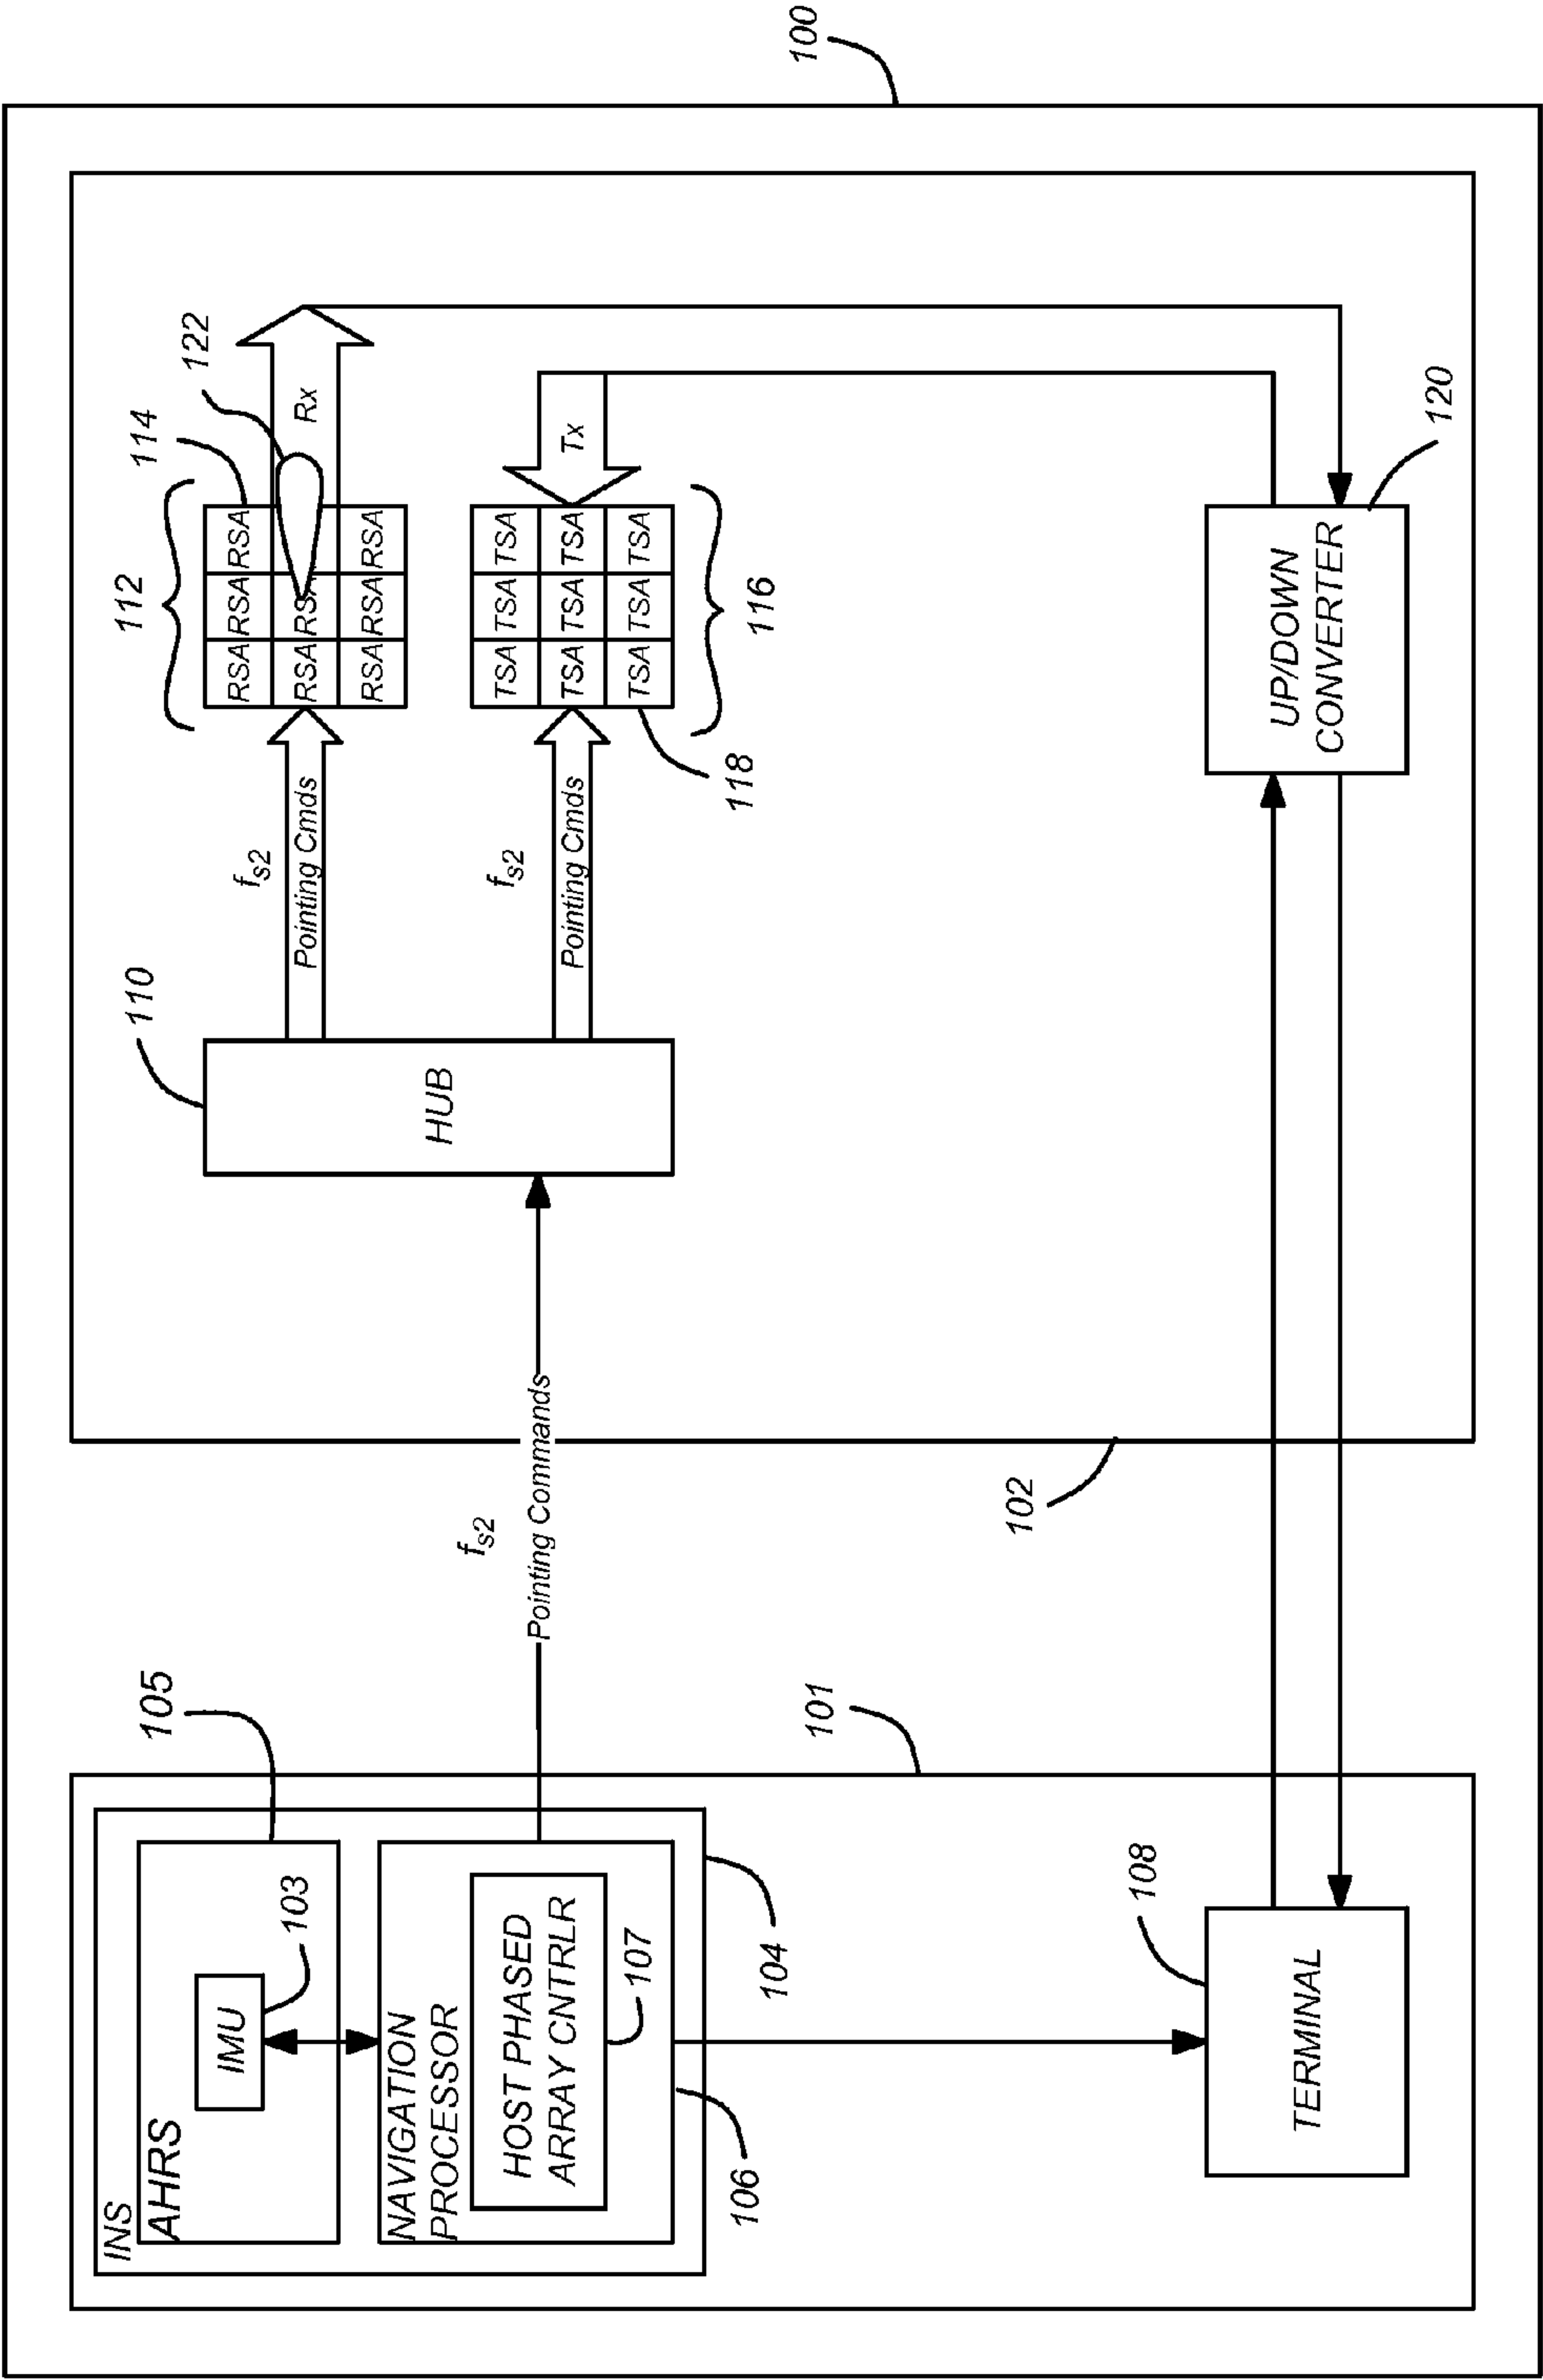 100
INS
AHRS
IMU
103
105
NAVIGATION
PROCESSOR
HOST PHASED
ARRAY CNTRLR
107
106
104
101
TERMINAL
108
fs2
Pointing Commands
102
HUB
110
fs2
Pointing Cmds
fs2
Pointing Cmds
112
114
122
RSA RSA RSA
RSA RSA
RSA RSA RSA
Rx
TSA TSA TSA
TSA TSA TSA
TSA TSA TSA
Tx
116
118
UP/DOWN
CONVERTER
120